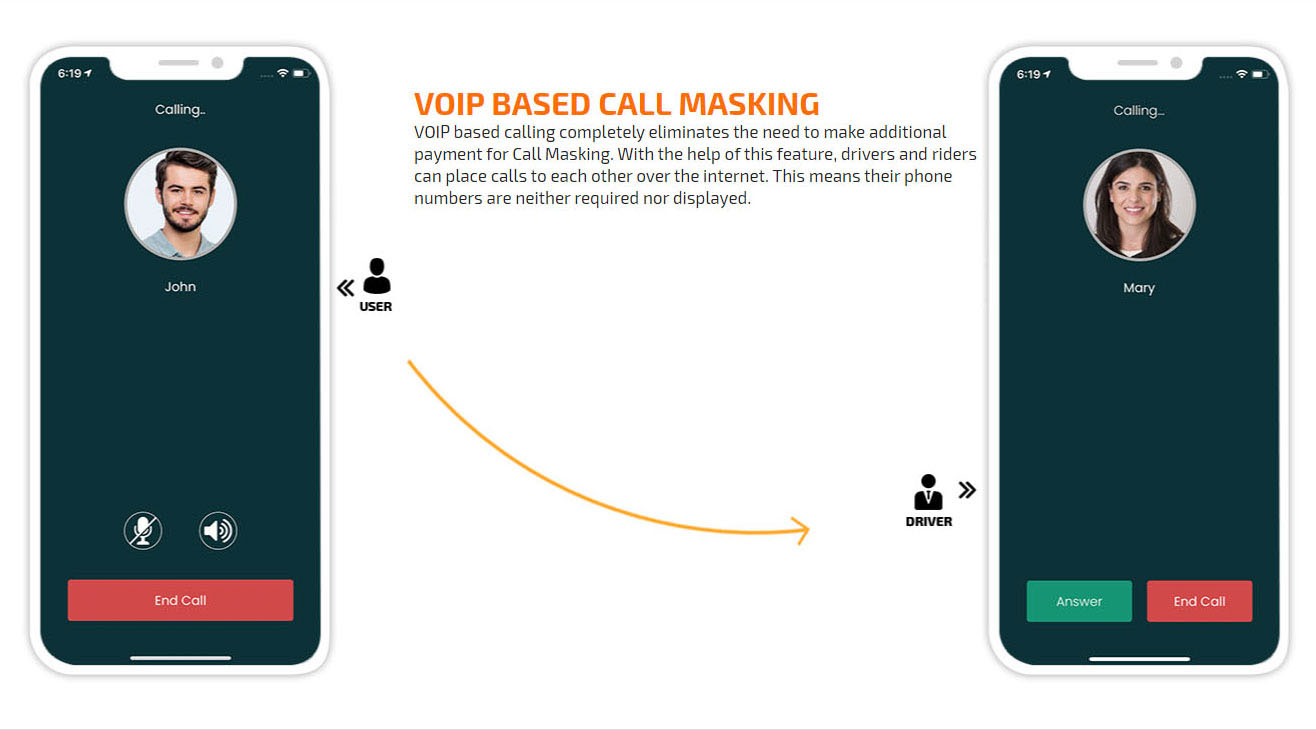 6:19
Calling..
John
End Call
USER
VOIP BASED CALL MASKING
VOIP based calling completely eliminates the need to make additional
payment for Call Masking. With the help of this feature, drivers and riders
can place calls to each other over the internet. This means their phone
numbers are neither required nor displayed.
DRIVER
6:19
Calling...
Mary
Answer
End Call